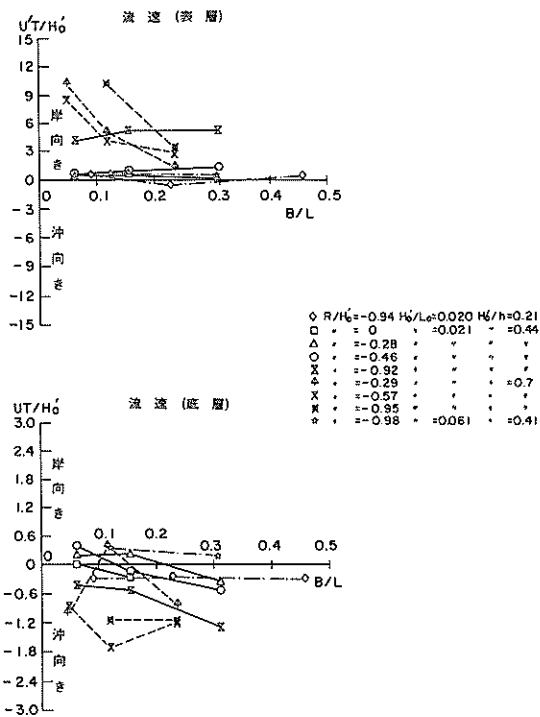 流速(表層)
U'T/H₀'
15
12
9
6
3
0
-3
-6
-9
-12
-15
岸向き
沖向き
0 0.1 0.2 0.3 0.4 0.5
B/L
◇ R/H₀'=-0.94 H₀'/L₀=0.020 H₀'/h=0.21
□ 〃 = 0 〃 =0.021 〃 =0.44
△ 〃 =-0.28 〃 〃 〃 〃
○ 〃 =-0.46 〃 〃 〃 〃
〃 =-0.92 〃 〃 〃 〃
〃 =-0.29 〃 〃 〃 =0.7
〃 =-0.57 〃 〃 〃 〃
〃 =-0.95 〃 〃 〃 〃
☆ 〃 =-0.98 〃 =0.061 〃 =0.41
流速(底層)
UT/H₀'
3.0
2.4
1.8
1.2
0.6
0
-0.6
-1.2
-1.8
-2.4
-3.0
岸向き
沖向き
0 0.1 0.2 0.3 0.4 0.5
B/L